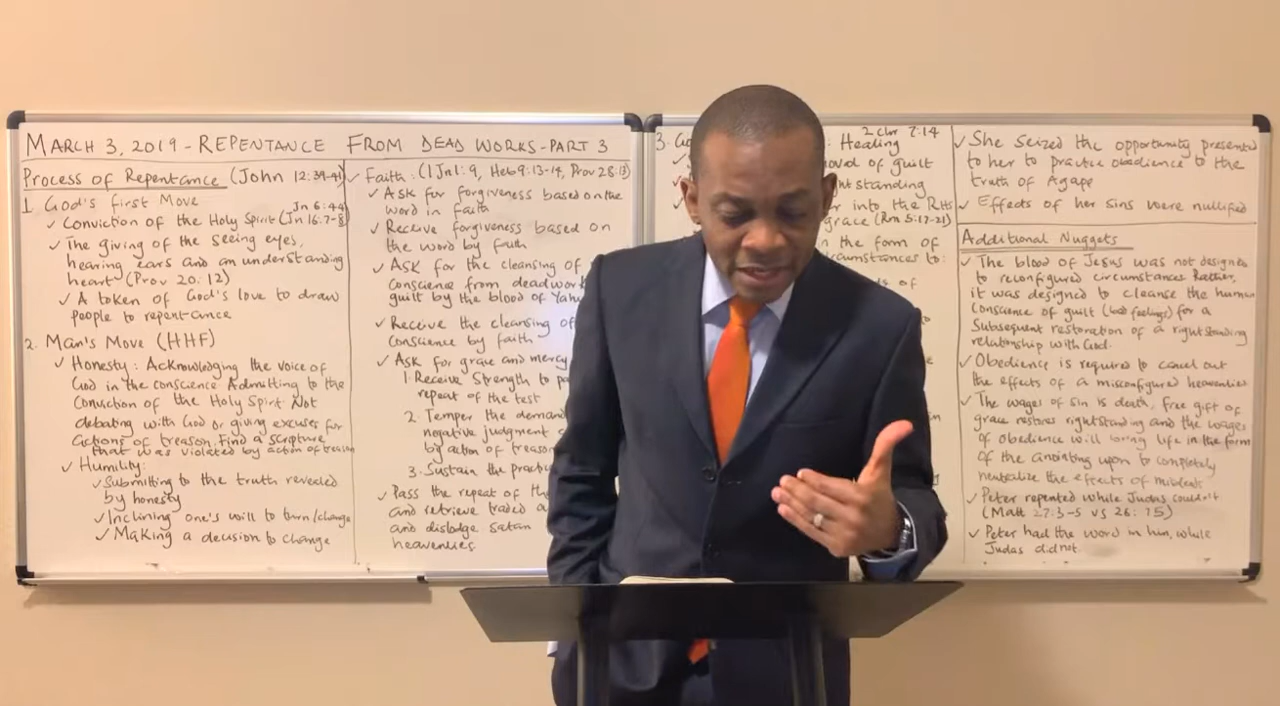 MARCH 3, 2019 - REPENTANCE FROM DEAD WORKS - PART 3
Process of Repentance (John 12:39-41)
1. God's first Move
Jn 6:44
✓ Conviction of the Holy Spirit (Jn 16:7-8)
✓ The giving of the seeing eyes,
hearing ears and an understanding
heart (Prov 20:12)
✓ A token of God's love to draw
people to repentance
2. Man's Move (HHF)
✓ Honesty: Acknowledging the voice of
God in the conscience. Admitting to the
Conviction of the Holy Spirit. Not
debating with God or giving excuses for
actions of treason. Find a scripture
that was violated by action of treason
✓ Humility:
✓ Submitting to the truth revealed
by honesty
✓ Inclining one's will to turn/change
✓ Making a decision to change
✓ Faith: (1 Jn 1:9, Heb 9:13-14, Prov 28:13)
✓ Ask for forgiveness based on the
word in faith
✓ Receive forgiveness based on
the word by faith
✓ Ask for the cleansing of
Conscience from deadwork
guilt by the blood of Yahu
✓ Receive the cleansing of
Conscience by faith
✓ Ask for grace and mercy
1. Receive Strength to pa
repeat of the test
2. Temper the deman
negative judgment
by action of treason
3. Sustain the practi
✓ Pass the repeat of the
and retrieve traded a
and dislodge satan
heavenlies.
3. Go
2 chr 7:14
: Healing
oval of guilt
ht standing
r into the RHS
grace (Rm 5:17-21)
n the form of
cumstances to:
ds of
✓ She seized the opportunity presented
to her to practice obedience to the
truth of Agape
✓ Effects of her sins were nullified
Additional Nuggets
✓ The blood of Jesus was not designed
to reconfigured circumstances. Rather,
it was designed to cleanse the human
Conscience of guilt (bad feelings) for a
Subsequent restoration of a rightstanding
relationship with God.
✓ Obedience is required to cancel out
the effects of a misconfigured heavenlies
✓ The wages of sin is death, free gift of
grace restores rightstanding and the wages
of obedience will bring life in the form
of the anointing upon to completely
neutralize the effects of misdeeds
✓ Peter repented while Judas couldn't
(Matt 27:3-5 vs 26:75)
✓ Peter had the word in him, while
Judas did not.